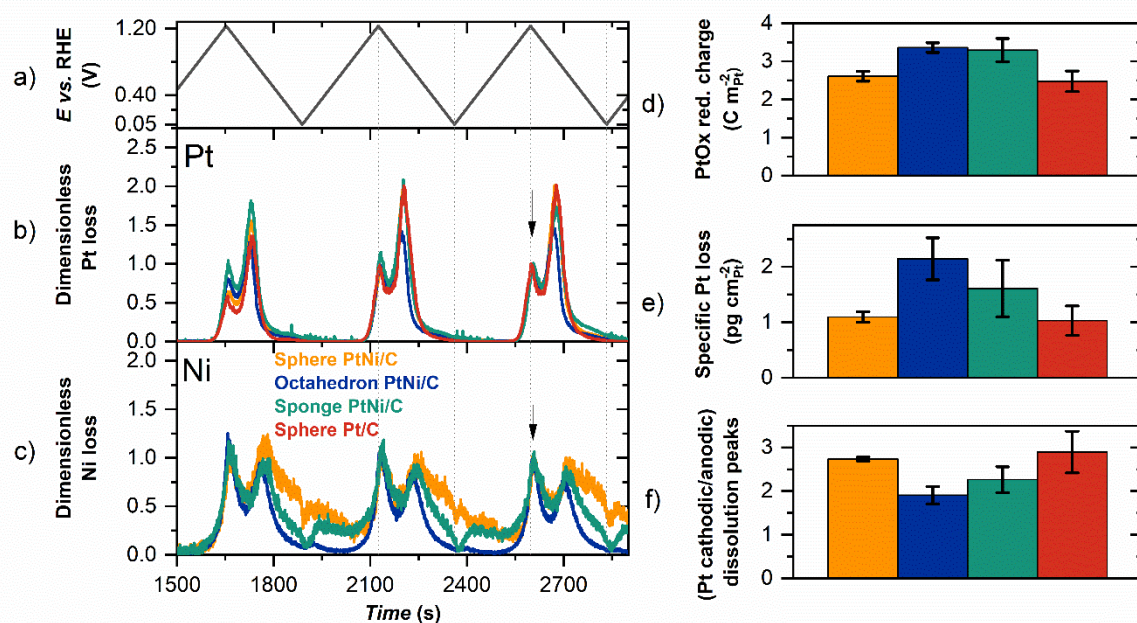 a)
E vs. RHE
(V)
1.20
0.40
0.05
b)
Dimensionless
Pt loss
Pt
2.5
2.0
1.5
1.0
0.5
0.0
c)
Dimensionless
Ni loss
Ni
2.0
1.5
1.0
0.5
0.0
Sphere PtNi/C
Octahedron PtNi/C
Sponge PtNi/C
Sphere Pt/C
1500 1800 2100 2400 2700
Time (s)
d)
PtOx red. charge
(C m⁻²Pt)
4
3
2
1
0
e)
Specific Pt loss
(pg cm⁻²Pt)
2
1
0
f)
(Pt cathodic/anodic)
dissolution peaks
3
2
1
0